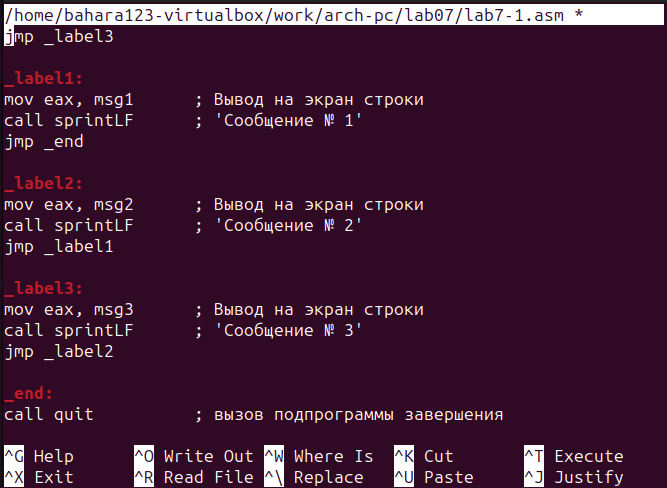 /home/bahara123-virtualbox/work/arch-pc/lab07/lab7-1.asm *
jmp _label3
_label1:
mov eax, msg1 ; Вывод на экран строки
call sprintLF ; 'Сообщение № 1'
jmp _end
_label2:
mov eax, msg2 ; Вывод на экран строки
call sprintLF ; 'Сообщение № 2'
jmp _label1
_label3:
mov eax, msg3 ; Вывод на экран строки
call sprintLF ; 'Сообщение № 3'
jmp _label2
_end:
call quit ; вызов подпрограммы завершения
^G Help ^O Write Out ^W Where Is ^K Cut ^T Execute
^X Exit ^R Read File ^\ Replace ^U Paste ^J Justify